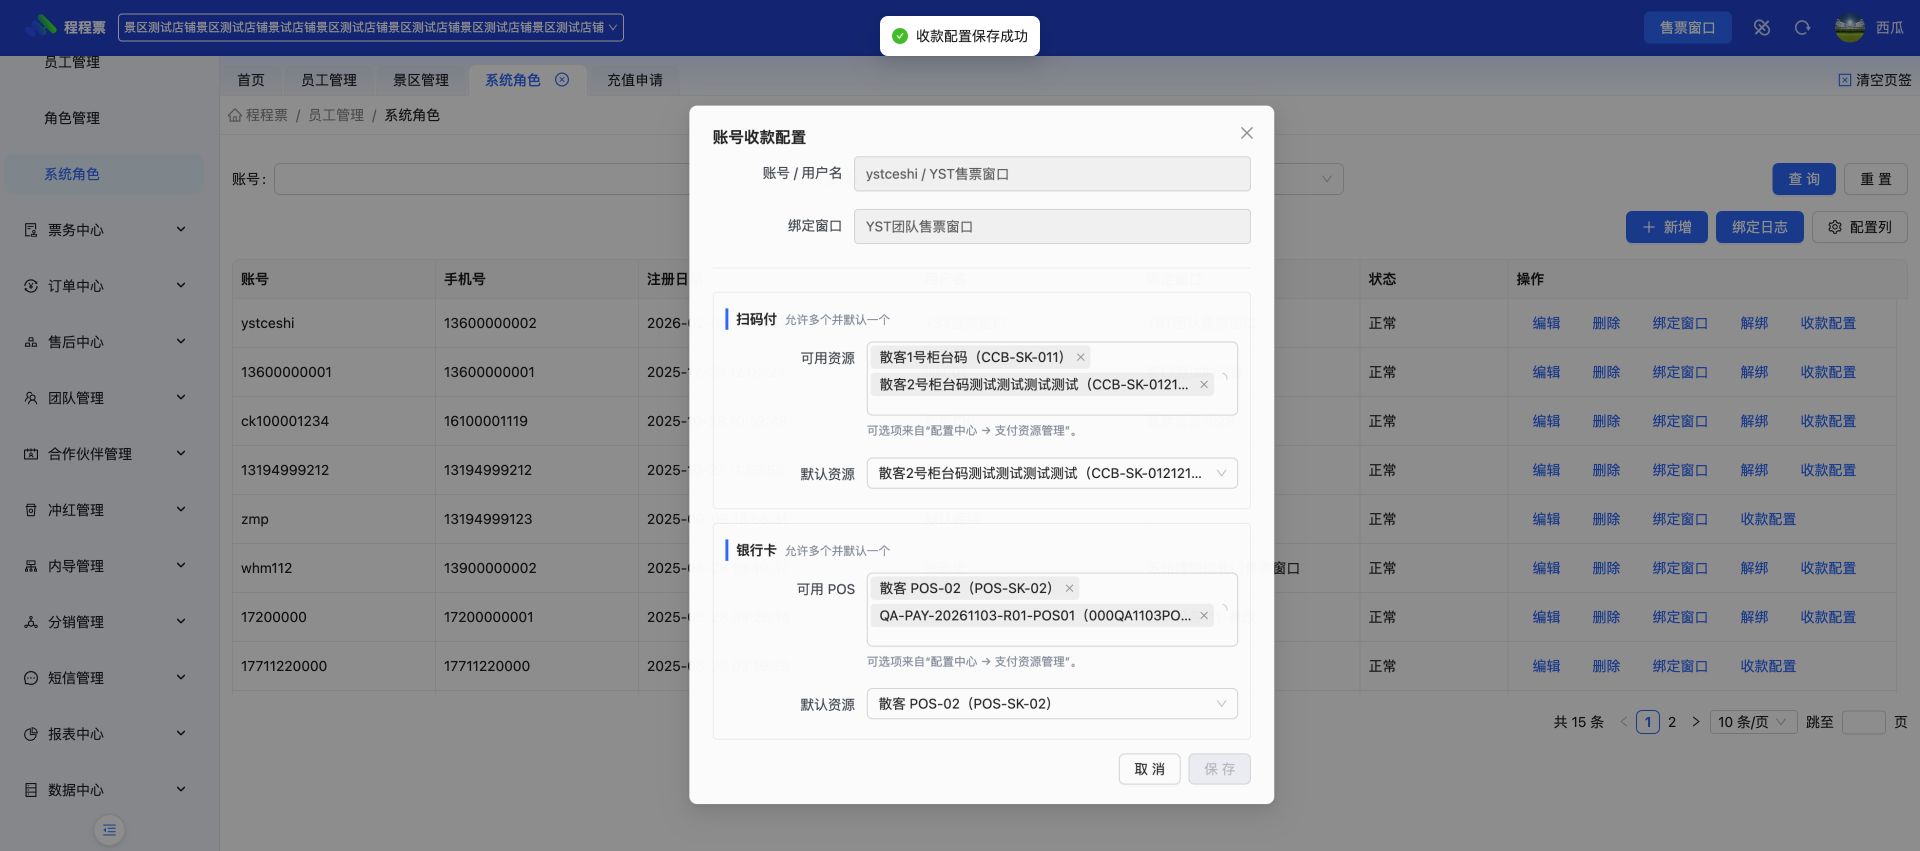 程程票
景区测试店铺景区测试店铺景试店铺景区测试店铺景区测试店铺景区测试店铺景区测试店铺
收款配置保存成功
售票窗口
西瓜
员工管理
角色管理
系统角色
票务中心
订单中心
售后中心
团队管理
合作伙伴管理
冲红管理
内导管理
分销管理
短信管理
报表中心
数据中心
首页
员工管理
景区管理
系统角色
充值申请
清空页签
程程票 / 员工管理 / 系统角色
账号:
查 询
重 置
新增
绑定日志
配置列
账号
手机号
注册日
状态
操作
ystceshi
13600000002
2026-0
正常
编辑
删除
绑定窗口
解绑
收款配置
13600000001
13600000001
2025-
正常
编辑
删除
绑定窗口
解绑
收款配置
ck100001234
16100001119
2025-
正常
编辑
删除
绑定窗口
解绑
收款配置
13194999212
13194999212
2025-
正常
编辑
删除
绑定窗口
解绑
收款配置
zmp
13194999123
2025-
正常
编辑
删除
绑定窗口
收款配置
whm112
13900000002
2025-
窗口
正常
编辑
删除
绑定窗口
解绑
收款配置
17200000
17200000001
2025-
正常
编辑
删除
绑定窗口
解绑
收款配置
17711220000
17711220000
2025-
正常
编辑
删除
绑定窗口
收款配置
共 15 条
1
2
10 条/页
跳至
页
账号收款配置
账号 / 用户名
ystceshi / YST售票窗口
绑定窗口
YST团队售票窗口
扫码付 允许多个并默认一个
可用资源
散客1号柜台码（CCB-SK-011）
散客2号柜台码测试测试测试测试（CCB-SK-0121...
可选项来自“配置中心 → 支付资源管理”。
默认资源
散客2号柜台码测试测试测试测试（CCB-SK-012121...
银行卡 允许多个并默认一个
可用 POS
散客 POS-02（POS-SK-02）
QA-PAY-20261103-R01-POS01（000QA1103PO...
可选项来自“配置中心 → 支付资源管理”。
默认资源
散客 POS-02（POS-SK-02）
取 消
保 存